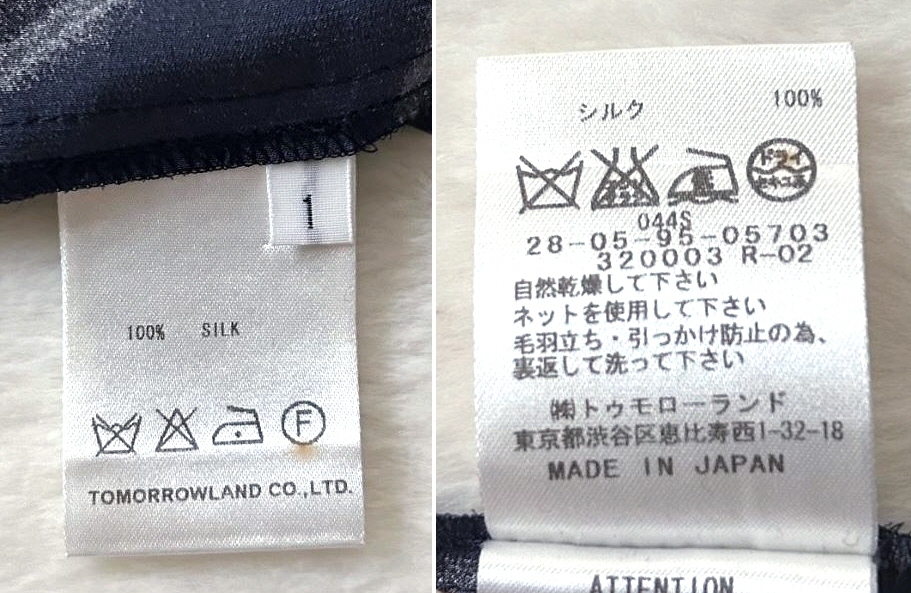 1
100% SILK
F
TOMORROWLAND CO.,LTD.
シルク 100%
ドライ
セキユ系
044S
28-05-95-05703
320003 R-02
自然乾燥して下さい
ネットを使用して下さい
毛羽立ち・引っかけ防止の為、
裏返して洗って下さい
㈱トゥモローランド
東京都渋谷区恵比寿西1-32-18
MADE IN JAPAN
ATTENTION